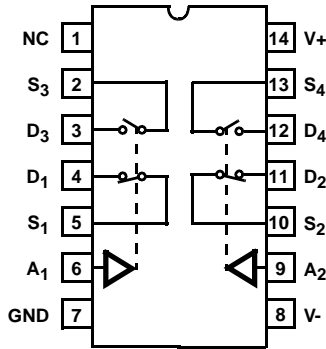 NC 1 14 V+
S3 2 13 S4
D3 3 12 D4
D1 4 11 D2
S1 5 10 S2
A1 6 9 A2
GND 7 8 V-